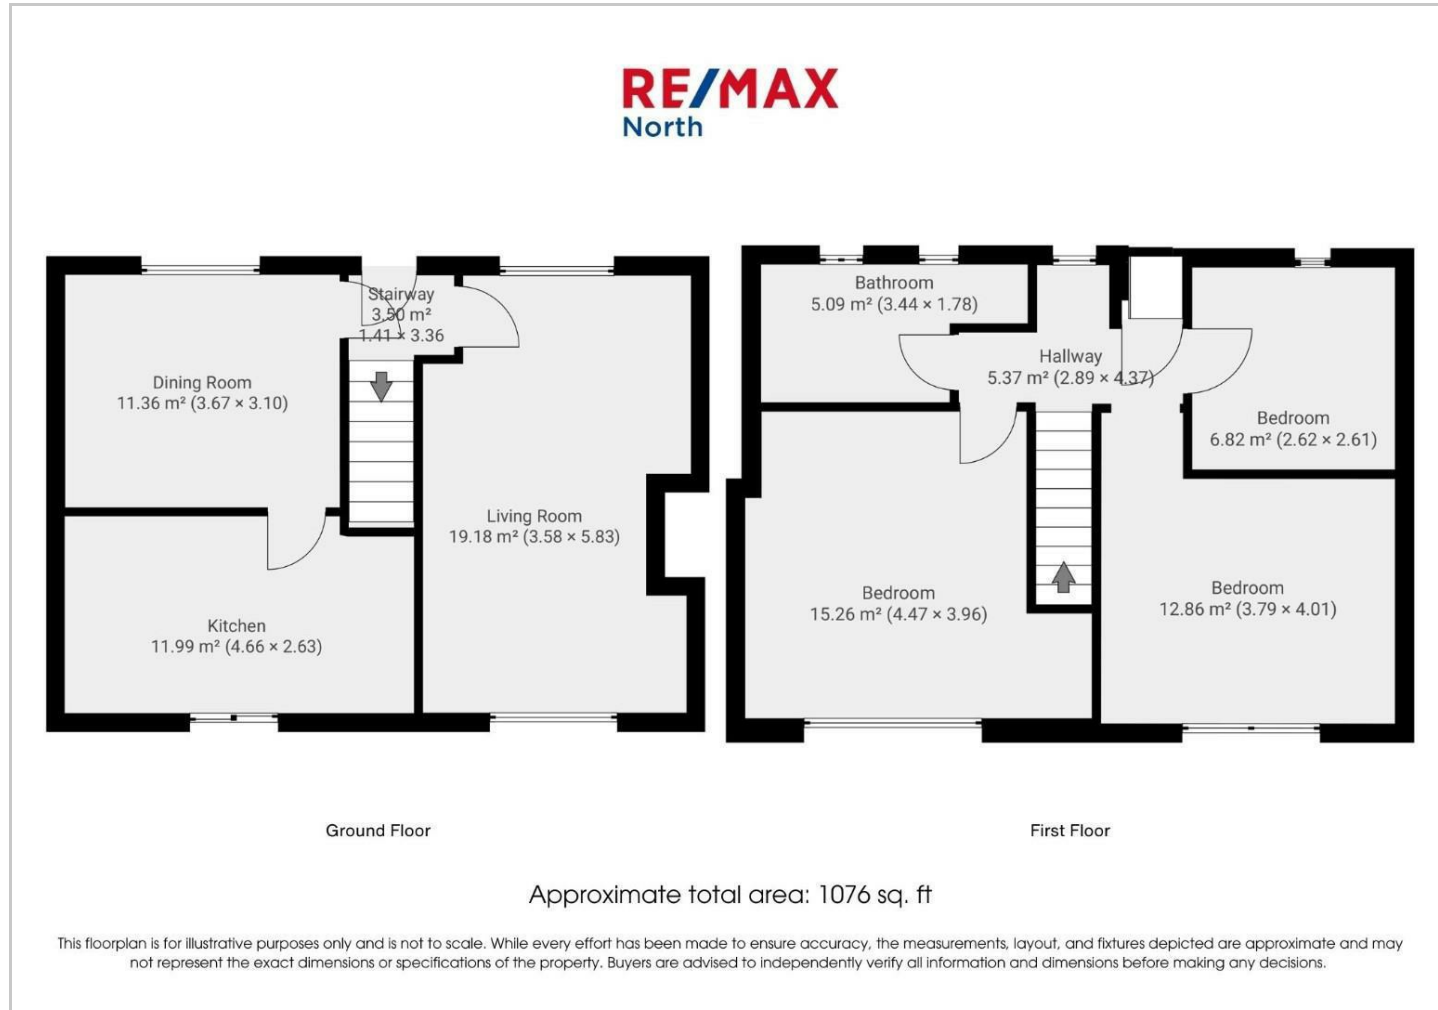 RE/MAX
North
Stairway
3.50 m²
1.41 × 3.36
Dining Room
11.36 m² (3.67 × 3.10)
Living Room
19.18 m² (3.58 × 5.83)
Kitchen
11.99 m² (4.66 × 2.63)
Bathroom
5.09 m² (3.44 × 1.78)
Hallway
5.37 m² (2.89 × 4.37)
Bedroom
6.82 m² (2.62 × 2.61)
Bedroom
15.26 m² (4.47 × 3.96)
Bedroom
12.86 m² (3.79 × 4.01)
Ground Floor
First Floor
Approximate total area: 1076 sq. ft
This floorplan is for illustrative purposes only and is not to scale. While every effort has been made to ensure accuracy, the measurements, layout, and fixtures depicted are approximate and may
not represent the exact dimensions or specifications of the property. Buyers are advised to independently verify all information and dimensions before making any decisions.